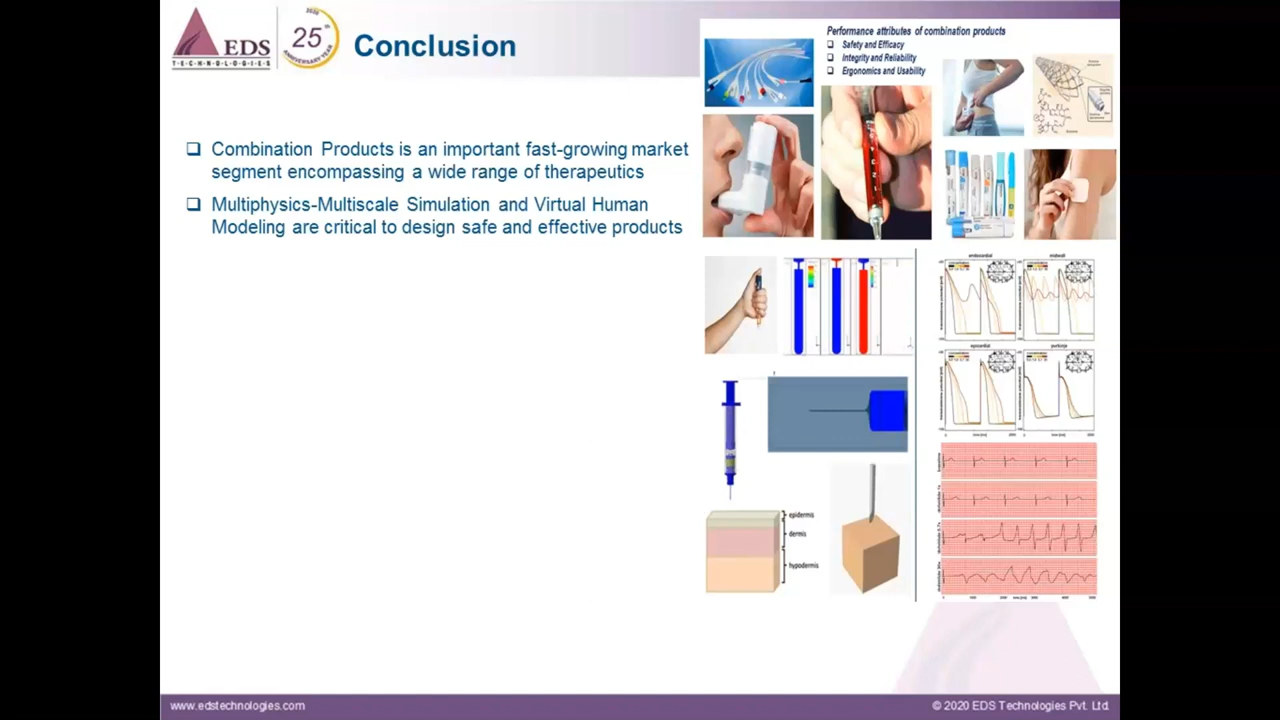 EDS
TECHNOLOGIES
25
ANNIVERSARY YEAR
Conclusion
Combination Products is an important fast-growing market
segment encompassing a wide range of therapeutics
Multiphysics-Multiscale Simulation and Virtual Human
Modeling are critical to design safe and effective products
Performance attributes of combination products
Safety and Efficacy
Integrity and Reliability
Ergonomics and Usability
endocardial
midwall
epicardial
purkinje
epidermis
dermis
hypodermis
www.edstechnologies.com
© 2020 EDS Technologies Pvt. Ltd.